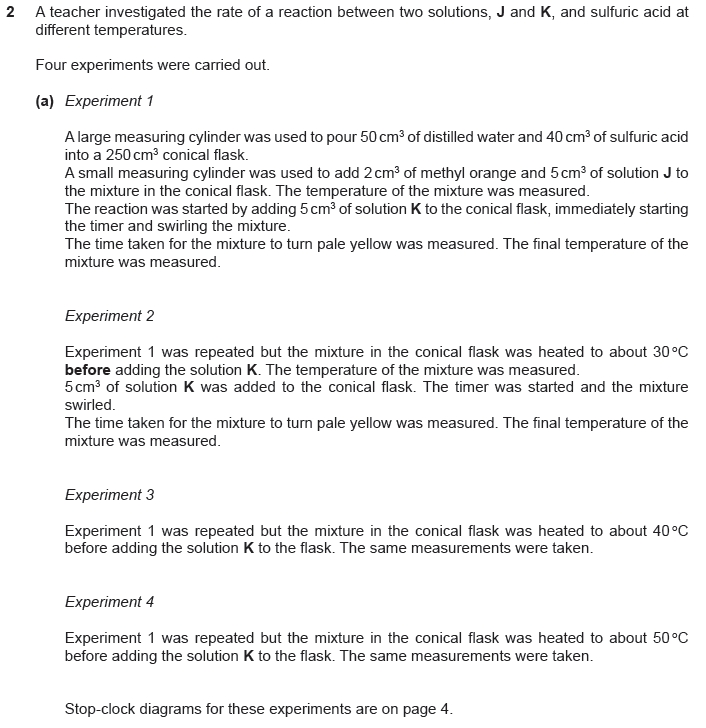 2 A teacher investigated the rate of a reaction between two solutions, J and K, and sulfuric acid at
different temperatures.
Four experiments were carried out.
(a) Experiment 1
A large measuring cylinder was used to pour 50 cm³ of distilled water and 40 cm³ of sulfuric acid
into a 250 cm³ conical flask.
A small measuring cylinder was used to add 2 cm³ of methyl orange and 5 cm³ of solution J to
the mixture in the conical flask. The temperature of the mixture was measured.
The reaction was started by adding 5 cm³ of solution K to the conical flask, immediately starting
the timer and swirling the mixture.
The time taken for the mixture to turn pale yellow was measured. The final temperature of the
mixture was measured.
Experiment 2
Experiment 1 was repeated but the mixture in the conical flask was heated to about 30 °C
before adding the solution K. The temperature of the mixture was measured.
5 cm³ of solution K was added to the conical flask. The timer was started and the mixture
swirled.
The time taken for the mixture to turn pale yellow was measured. The final temperature of the
mixture was measured.
Experiment 3
Experiment 1 was repeated but the mixture in the conical flask was heated to about 40 °C
before adding the solution K to the flask. The same measurements were taken.
Experiment 4
Experiment 1 was repeated but the mixture in the conical flask was heated to about 50 °C
before adding the solution K to the flask. The same measurements were taken.
Stop-clock diagrams for these experiments are on page 4.